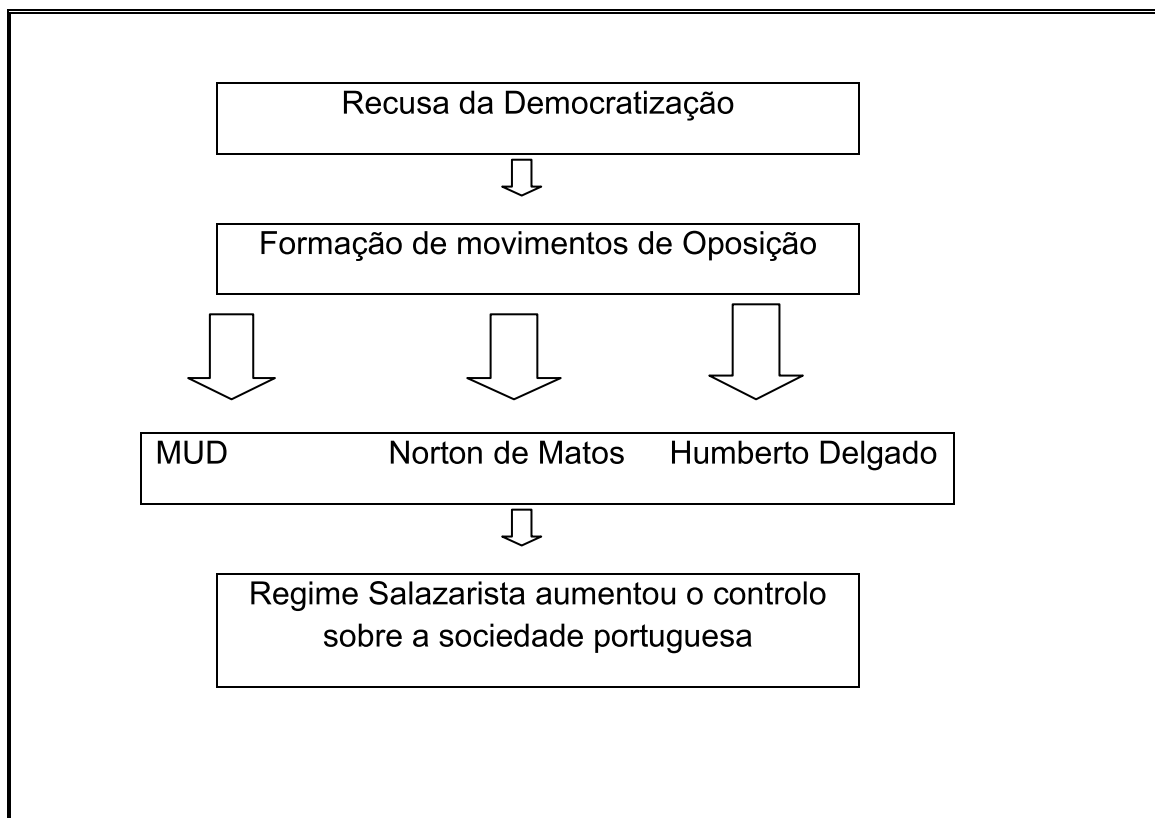 Recusa da Democratização
Formação de movimentos de Oposição
MUD Norton de Matos Humberto Delgado
Regime Salazarista aumentou o controlo
sobre a sociedade portuguesa